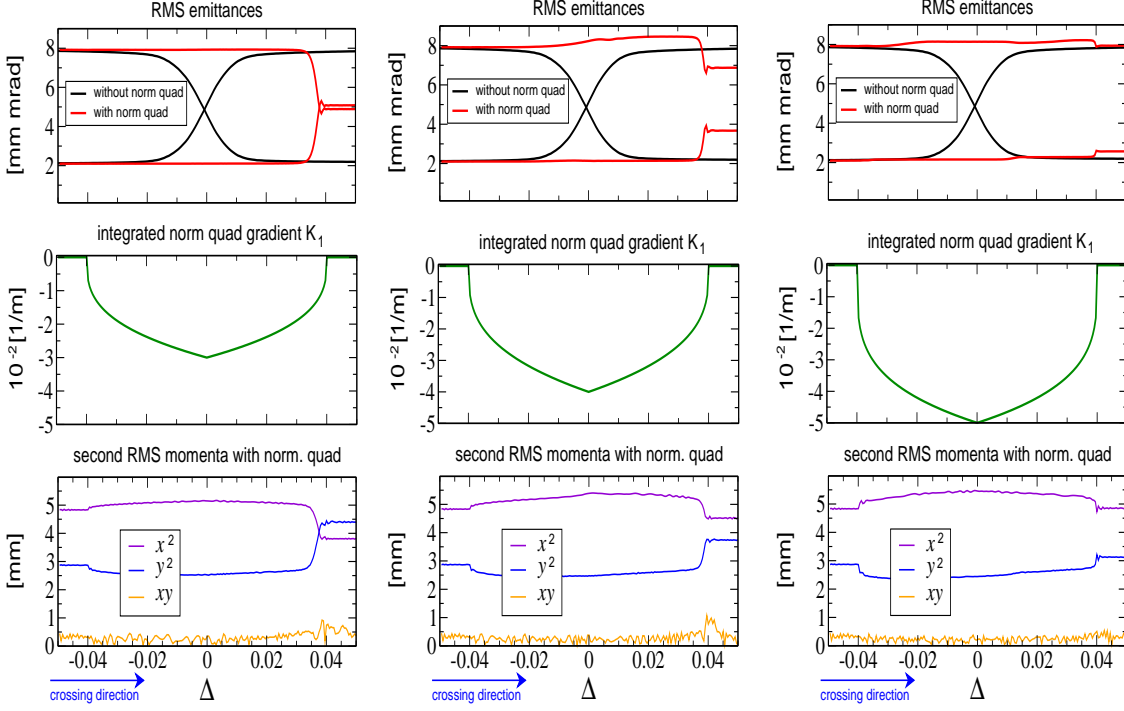 RMS emittances
[mm mrad]
8
6
4
2
without norm quad
with norm quad
integrated norm quad gradient K₁
10⁻² [1/m]
0
-1
-2
-3
-4
-5
second RMS momenta with norm. quad
[mm]
5
4
3
2
1
0
x²
y²
xy
-0.04 -0.02 0 0.02 0.04
crossing direction
Δ
RMS emittances
[mm mrad]
8
6
4
2
without norm quad
with norm quad
integrated norm quad gradient K₁
10⁻² [1/m]
0
-1
-2
-3
-4
-5
second RMS momenta with norm. quad
[mm]
5
4
3
2
1
0
x²
y²
xy
-0.04 -0.02 0 0.02 0.04
crossing direction
Δ
RMS emittances
[mm mrad]
8
6
4
2
without norm quad
with norm quad
integrated norm quad gradient K₁
10⁻² [1/m]
0
-1
-2
-3
-4
-5
second RMS momenta with norm. quad
[mm]
5
4
3
2
1
0
x²
y²
xy
-0.04 -0.02 0 0.02 0.04
crossing direction
Δ